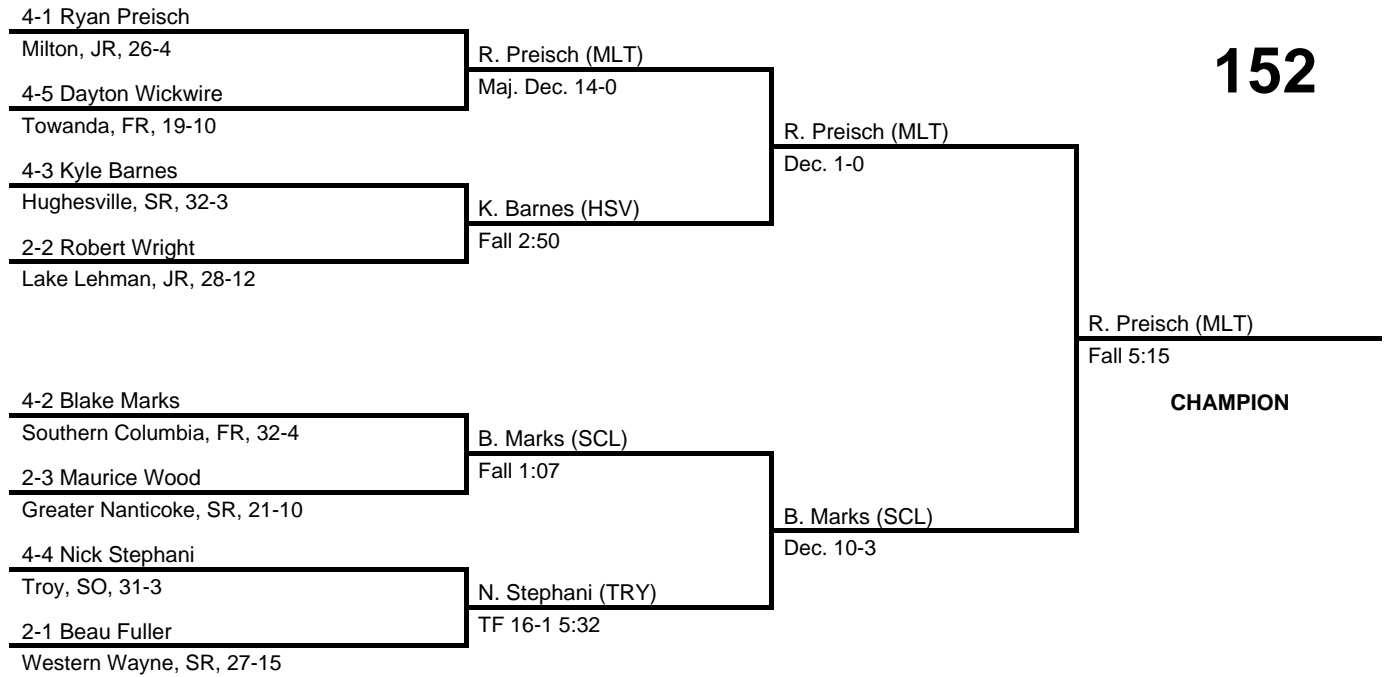 4-1 Ryan Preisch
Milton, JR, 26-4
R. Preisch (MLT)
152
Maj. Dec. 14-0
4-5 Dayton Wickwire
Towanda, FR, 19-10
R. Preisch (MLT)
Dec. 1-0
4-3 Kyle Barnes
Hughesville, SR, 32-3
K. Barnes (HSV)
Fall 2:50
2-2 Robert Wright
Lake Lehman, JR, 28-12
R. Preisch (MLT)
Fall 5:15
CHAMPION
4-2 Blake Marks
Southern Columbia, FR, 32-4
B. Marks (SCL)
Fall 1:07
2-3 Maurice Wood
Greater Nanticoke, SR, 21-10
B. Marks (SCL)
Dec. 10-3
4-4 Nick Stephani
Troy, SO, 31-3
N. Stephani (TRY)
TF 16-1 5:32
2-1 Beau Fuller
Western Wayne, SR, 27-15